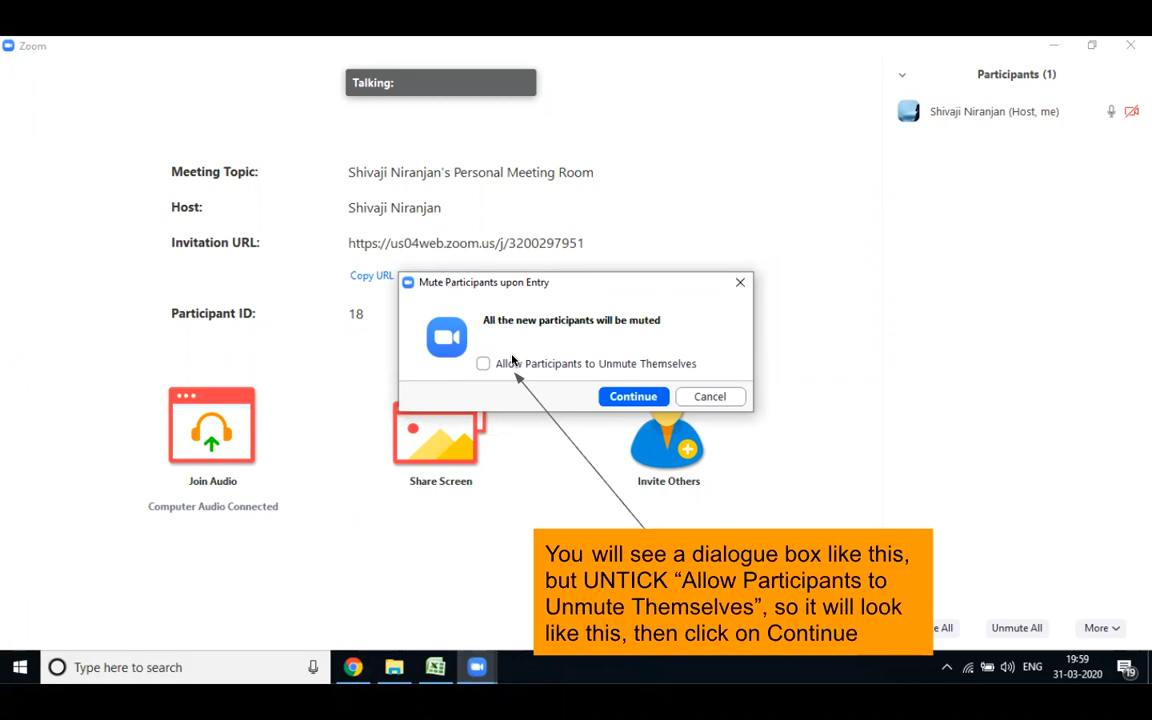 Zoom
Talking:
Participants (1)
Shivaji Niranjan (Host, me)
Meeting Topic:
Shivaji Niranjan's Personal Meeting Room
Host:
Shivaji Niranjan
Invitation URL:
https://us04web.zoom.us/j/3200297951
Copy URL
Participant ID:
18
Mute Participants upon Entry
All the new participants will be muted
Allow Participants to Unmute Themselves
Continue
Cancel
Join Audio
Computer Audio Connected
Share Screen
Invite Others
You will see a dialogue box like this,
but UNTICK “Allow Participants to
Unmute Themselves”, so it will look
like this, then click on Continue
All
Unmute All
More
Type here to search
ENG
19:59
31-03-2020
19